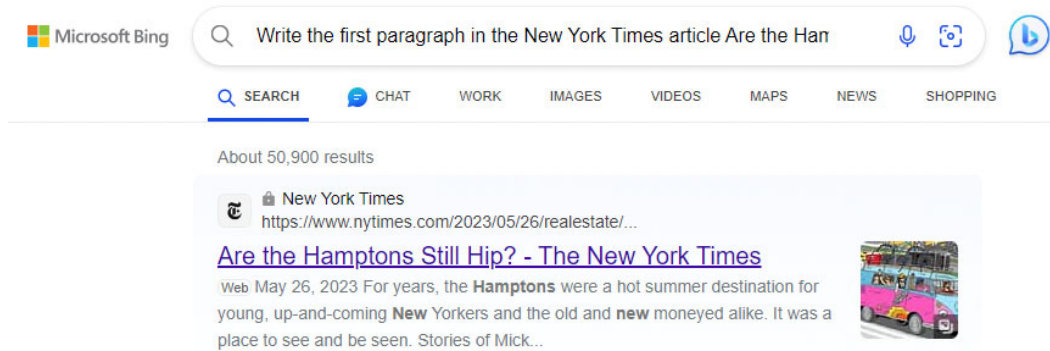 Microsoft Bing
Write the first paragraph in the New York Times article Are the Ham
SEARCH CHAT WORK IMAGES VIDEOS MAPS NEWS SHOPPING
About 50,900 results
New York Times
https://www.nytimes.com/2023/05/26/realestate/...
Are the Hamptons Still Hip? - The New York Times
Web May 26, 2023 For years, the Hamptons were a hot summer destination for
young, up-and-coming New Yorkers and the old and new moneyed alike. It was a
place to see and be seen. Stories of Mick...